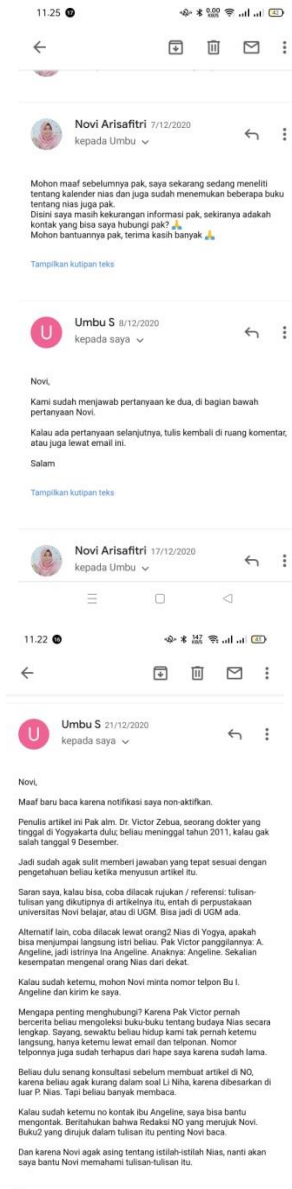 11.25
0.00
KB/S
42
Novi Arisafitri 7/12/2020
kepada Umbu
Mohon maaf sebelumnya pak, saya sekarang sedang meneliti
tentang kalender nias dan juga sudah menemukan beberapa buku
tentang nias juga pak.
Disini saya masih kekurangan informasi pak, sekiranya adakah
kontak yang bisa saya hubungi pak? 🙏
Mohon bantuannya pak, terima kasih banyak 🙏
Tampilkan kutipan teks
U
Umbu S 8/12/2020
kepada saya
Novi,
Kami sudah menjawab pertanyaan ke dua, di bagian bawah
pertanyaan Novi.
Kalau ada pertanyaan selanjutnya, tulis kembali di ruang komentar,
atau juga lewat email ini.
Salam
Tampilkan kutipan teks
Novi Arisafitri 17/12/2020
kepada Umbu
11.22
147
KB/S
U
Umbu S 21/12/2020
kepada saya
Novi,
Maaf baru baca karena notifikasi saya non-aktifkan.
Penulis artikel ini Pak alm. Dr. Victor Zebua, seorang dokter yang
tinggal di Yogyakarta dulu; beliau meninggal tahun 2011, kalau gak
salah tanggal 9 Desember.
Jadi sudah agak sulit memberi jawaban yang tepat sesuai dengan
pengetahuan beliau ketika menyusun artikel itu.
Saran saya, kalau bisa, coba dilacak rujukan / referensi: tulisan-
tulisan yang dikutipnya di artikelnya itu, entah di perpustakaan
universitas Novi belajar, atau di UGM. Bisa jadi di UGM ada.
Alternatif lain, coba dilacak lewat orang2 Nias di Yogya, apakah
bisa menjumpai langsung istri beliau. Pak Victor panggilannya: A.
Angeline, jadi istrinya Ina Angeline. Anaknya: Angeline. Sekalian
kesempatan mengenal orang Nias dari dekat.
Kalau sudah ketemu, mohon Novi minta nomor telpon Bu I.
Angeline dan kirim ke saya.
Mengapa penting menghubungi? Karena Pak Victor pernah
bercerita beliau mengoleksi buku-buku tentang budaya Nias secara
lengkap. Sayang, sewaktu beliau hidup kami tak pernah ketemu
langsung, hanya ketemu lewat email dan telponan. Nomor
telponnya juga sudah terhapus dari hape saya karena sudah lama.
Beliau dulu senang konsultasi sebelum membuat artikel di NO,
karena beliau agak kurang dalam soal Li Niha, karena dibesarkan di
luar P. Nias. Tapi beliau banyak membaca.
Kalau sudah ketemu no kontak ibu Angeline, saya bisa bantu
mengontak. Beritahukan bahwa Redaksi NO yang merujuk Novi.
Buku2 yang dirujuk dalam tulisan itu penting Novi baca.
Dan karena Novi agak asing tentang istilah-istilah Nias, nanti akan
saya bantu Novi memahami tulisan-tulisan itu.